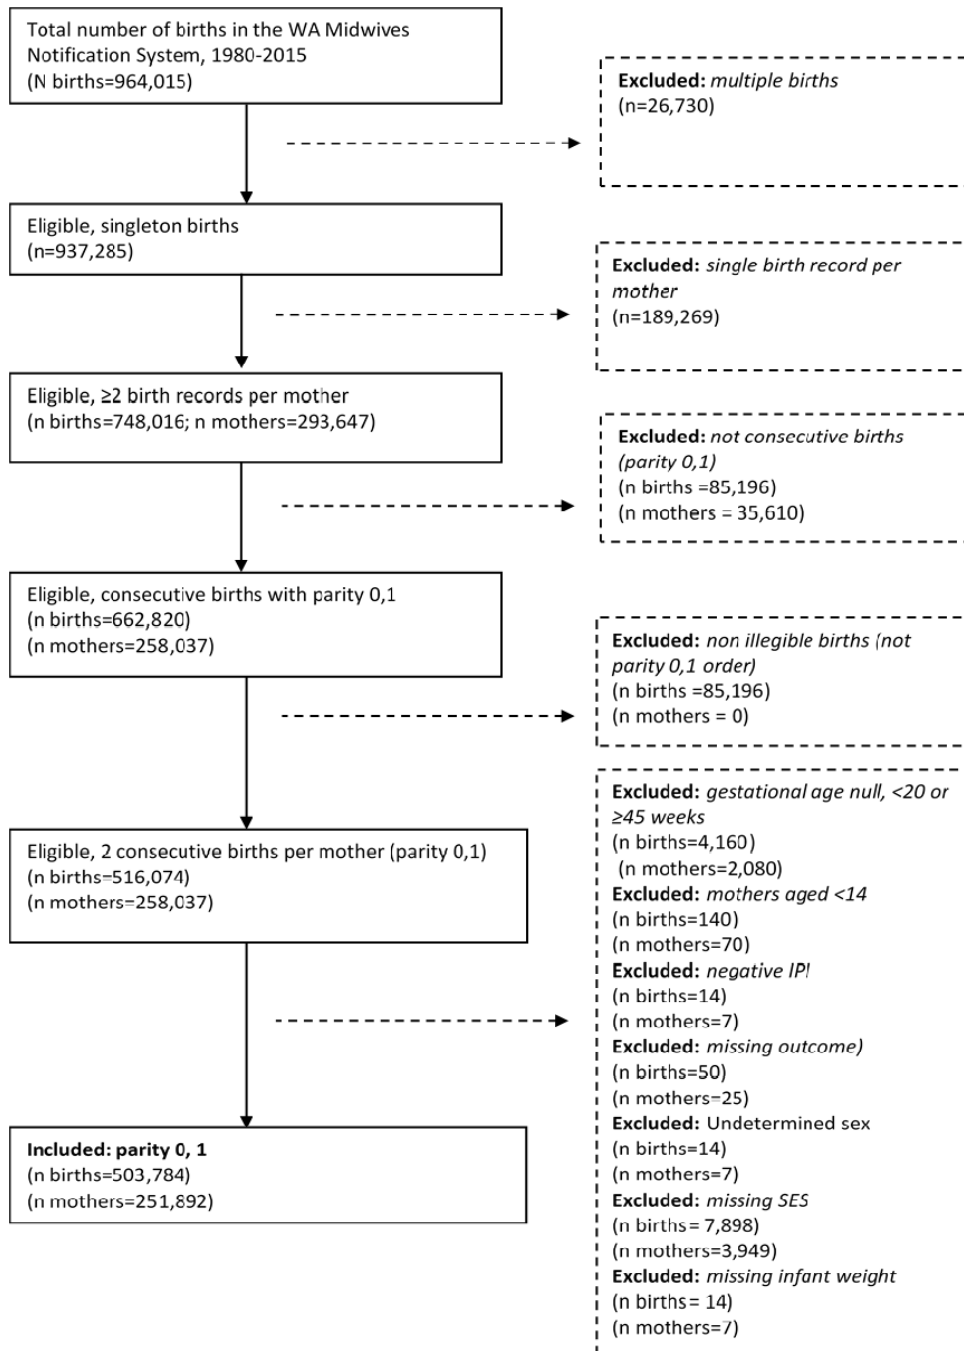 Total number of births in the WA Midwives
Notification System, 1980-2015
(N births=964,015)
Excluded: multiple births
(n=26,730)
Eligible, singleton births
(n=937,285)
Excluded: single birth record per
mother
(n=189,269)
Eligible, ≥2 birth records per mother
(n births=748,016; n mothers=293,647)
Excluded: not consecutive births
(parity 0,1)
(n births =85,196)
(n mothers = 35,610)
Eligible, consecutive births with parity 0,1
(n births=662,820)
(n mothers=258,037)
Excluded: non illegible births (not
parity 0,1 order)
(n births =85,196)
(n mothers = 0)
Eligible, 2 consecutive births per mother (parity 0,1)
(n births=516,074)
(n mothers=258,037)
Excluded: gestational age null, <20 or
≥45 weeks
(n births=4,160)
(n mothers=2,080)
Excluded: mothers aged <14
(n births=140)
(n mothers=70)
Excluded: negative IPI
(n births=14)
(n mothers=7)
Excluded: missing outcome)
(n births=50)
(n mothers=25)
Excluded: Undetermined sex
(n births=14)
(n mothers=7)
Excluded: missing SES
(n births= 7,898)
(n mothers=3,949)
Excluded: missing infant weight
(n births= 14)
(n mothers=7)
Included: parity 0, 1
(n births=503,784)
(n mothers=251,892)